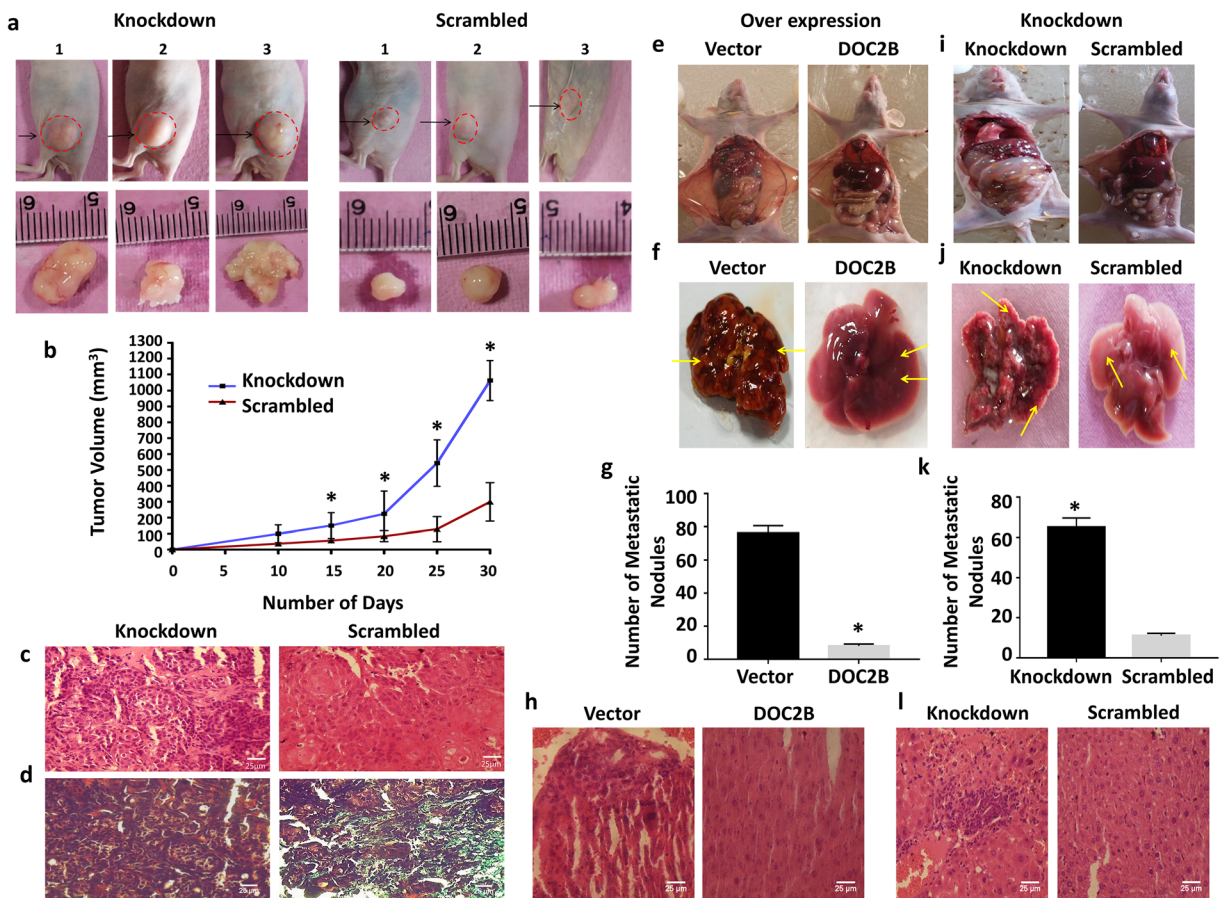 Knockdown
Scrambled
a
1
2
3
1
2
3
6
5
6
5
6
5
6
5
6
5
5
4
b
Tumor Volume (mm³)
1300
1200
1100
1000
900
800
700
600
500
400
300
200
100
0
Knockdown
Scrambled
*
*
*
*
0
5
10
15
20
25
30
Number of Days
Knockdown
Scrambled
c
25µm
25µm
d
25 µm
25 µm
Over expression
e
Vector
DOC2B
f
Vector
DOC2B
g
Number of Metastatic
Nodules
100
80
60
40
20
0
*
Vector
DOC2B
h
Vector
DOC2B
25 µm
25 µm
Knockdown
i
Knockdown
Scrambled
j
Knockdown
Scrambled
k
Number of Metastatic
Nodules
80
60
40
20
0
*
Knockdown
Scrambled
l
Knockdown
Scrambled
25 µm
25 µm